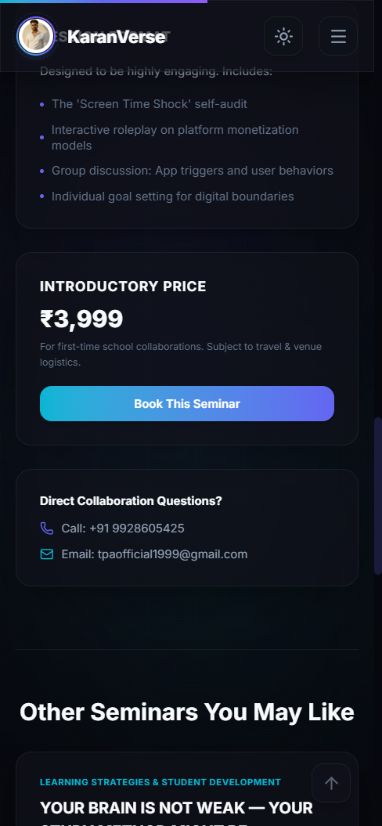 KaranVerse
Designed to be highly engaging. Includes:
The 'Screen Time Shock' self-audit
Interactive roleplay on platform monetization
models
Group discussion: App triggers and user behaviors
Individual goal setting for digital boundaries
INTRODUCTORY PRICE
₹3,999
For first-time school collaborations. Subject to travel & venue
logistics.
Book This Seminar
Direct Collaboration Questions?
Call: +91 9928605425
Email: tpaofficial1999@gmail.com
Other Seminars You May Like
LEARNING STRATEGIES & STUDENT DEVELOPMENT
YOUR BRAIN IS NOT WEAK — YOUR